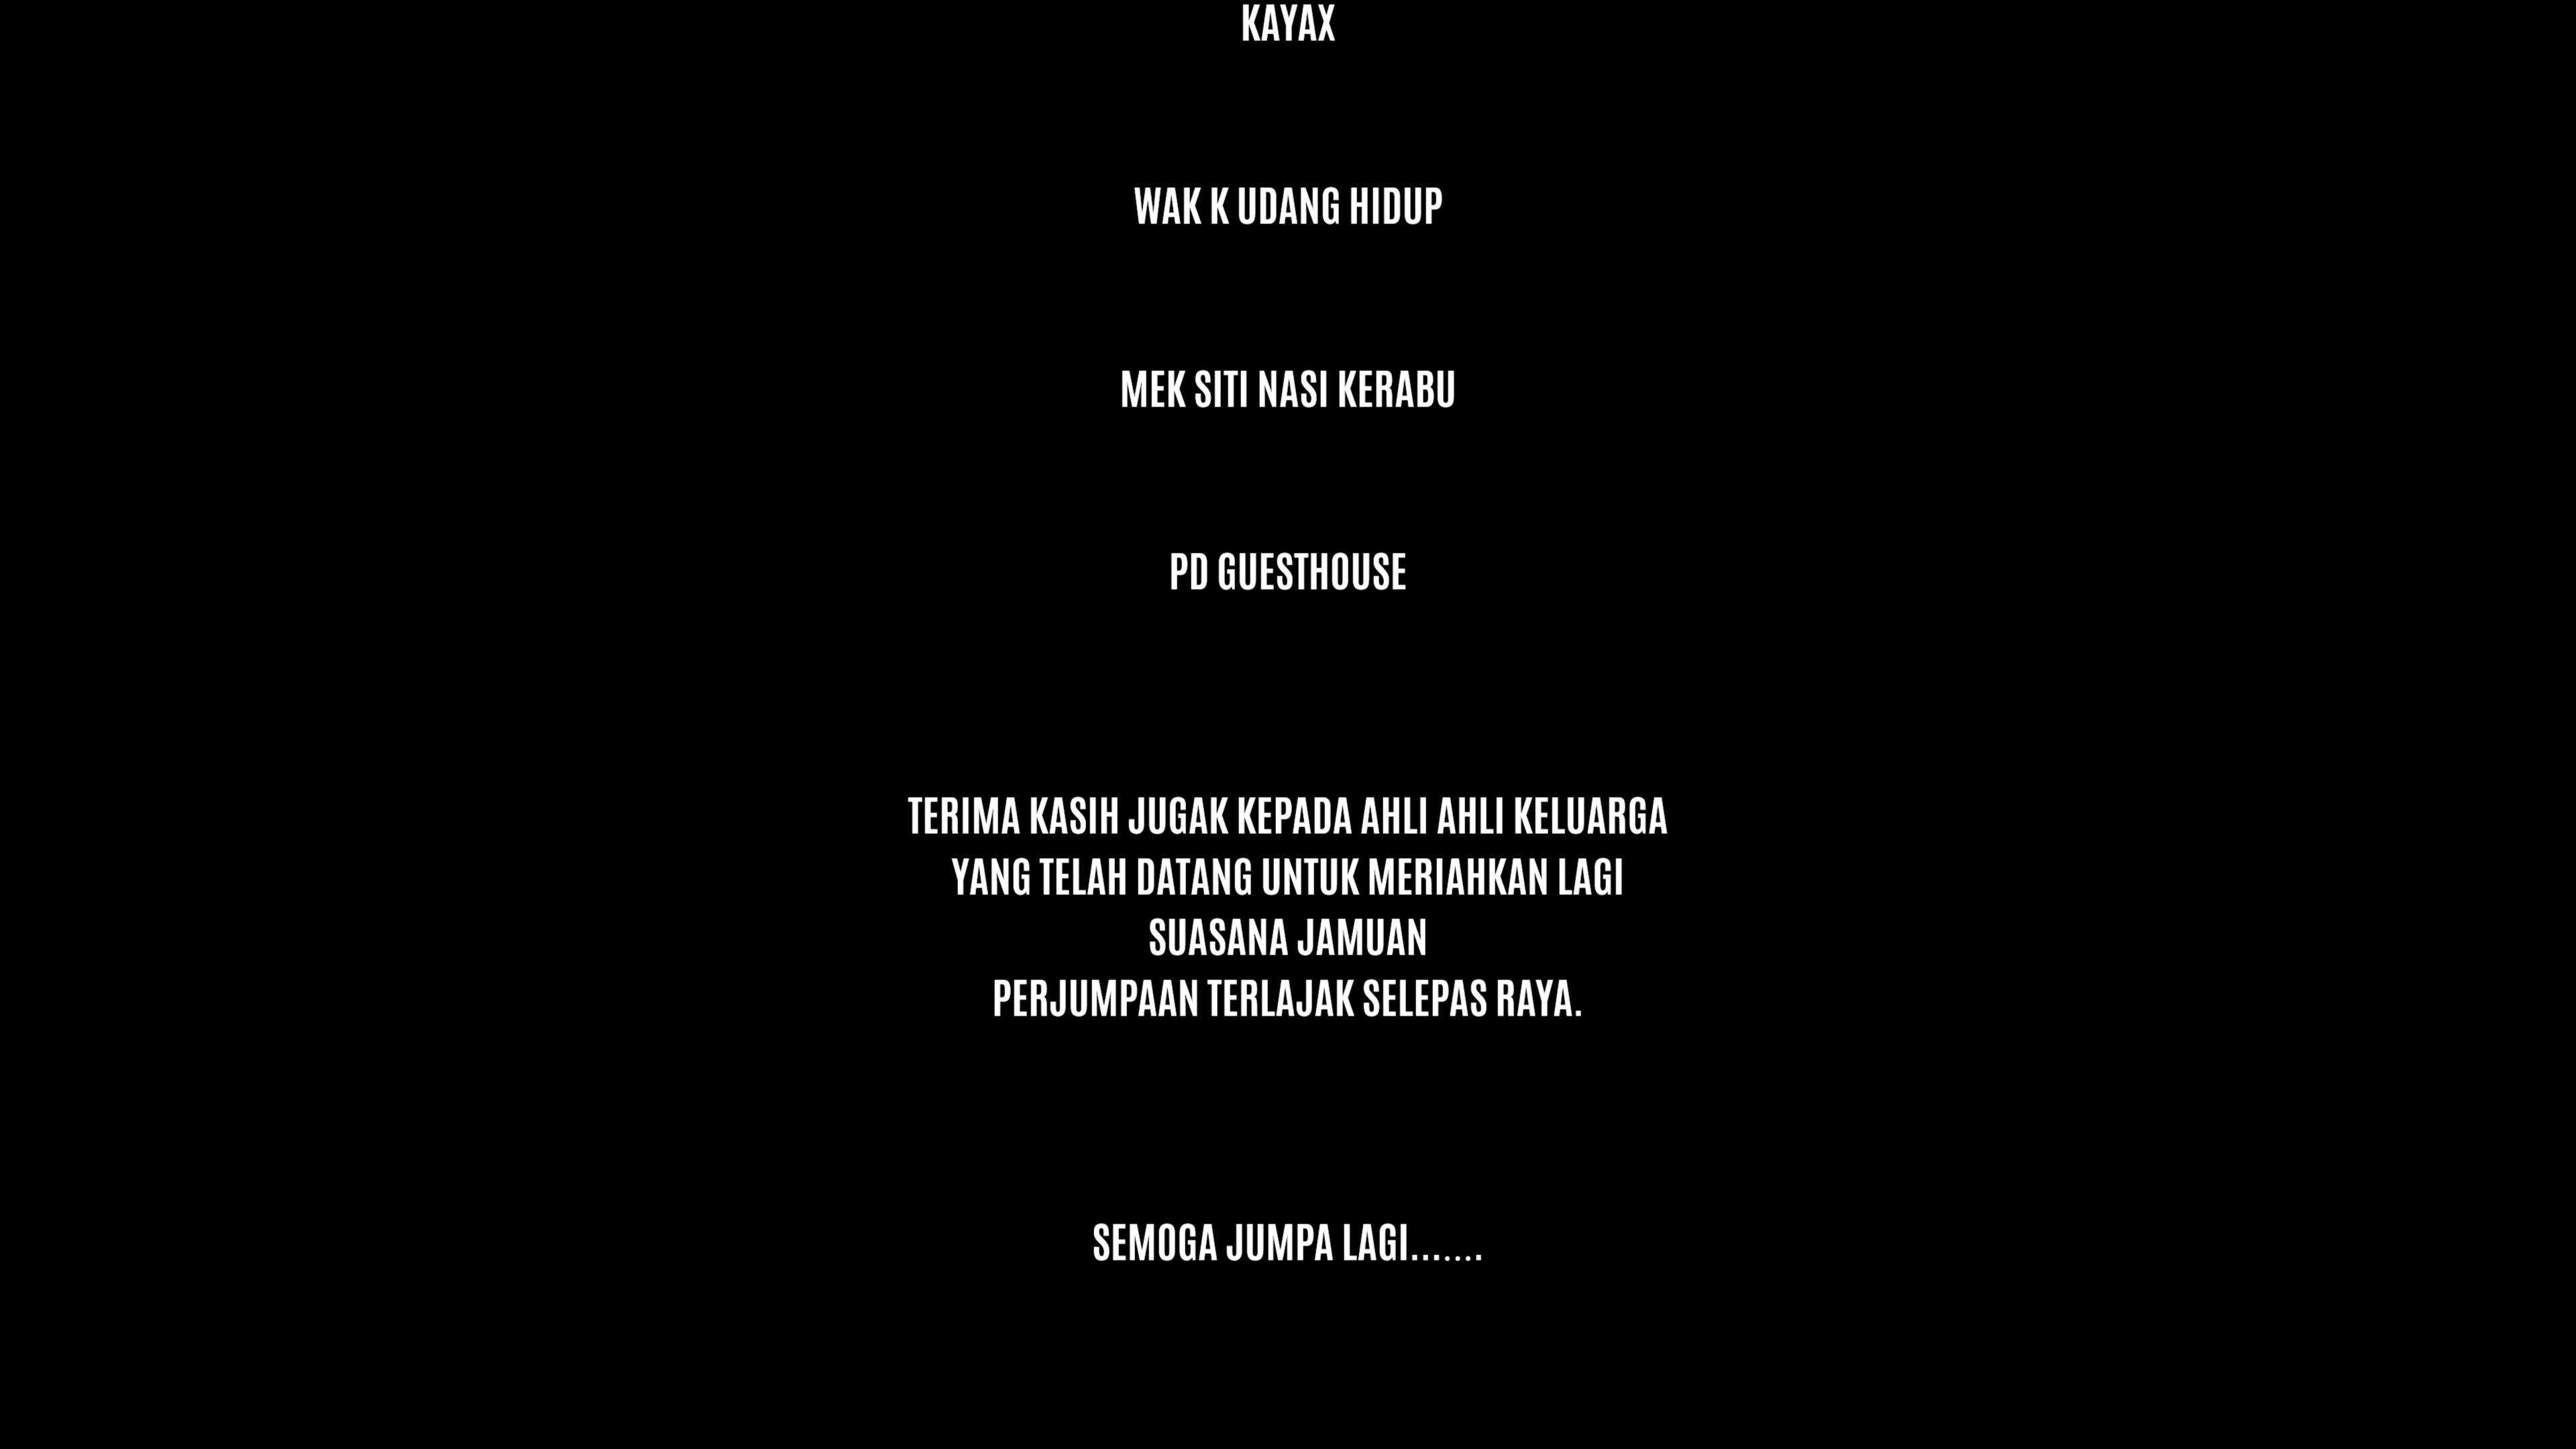 KAYAX
WAK K UDANG HIDUP
MEK SITI NASI KERABU
PD GUESTHOUSE
TERIMA KASIH JUGAK KEPADA AHLI AHLI KELUARGA
YANG TELAH DATANG UNTUK MERIAHKAN LAGI
SUASANA JAMUAN
PERJUMPAAN TERLAJAK SELEPAS RAYA.
SEMOGA JUMPA LAGI.......